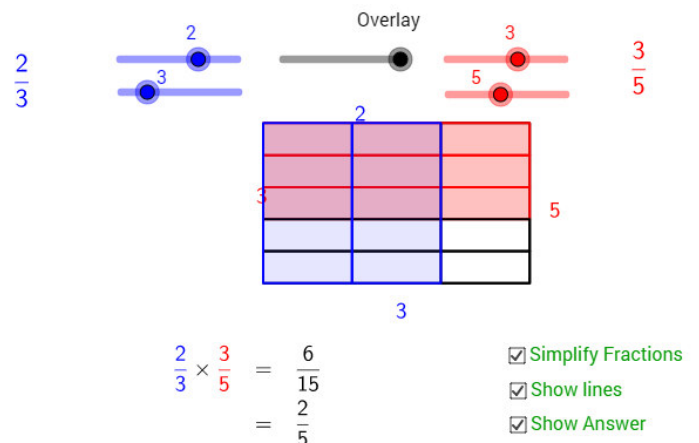 Overlay
2
3
2/3
3
5
3/5
2
3
5
3
2/3 × 3/5 = 6/15
= 2/5
Simplify Fractions
Show lines
Show Answer